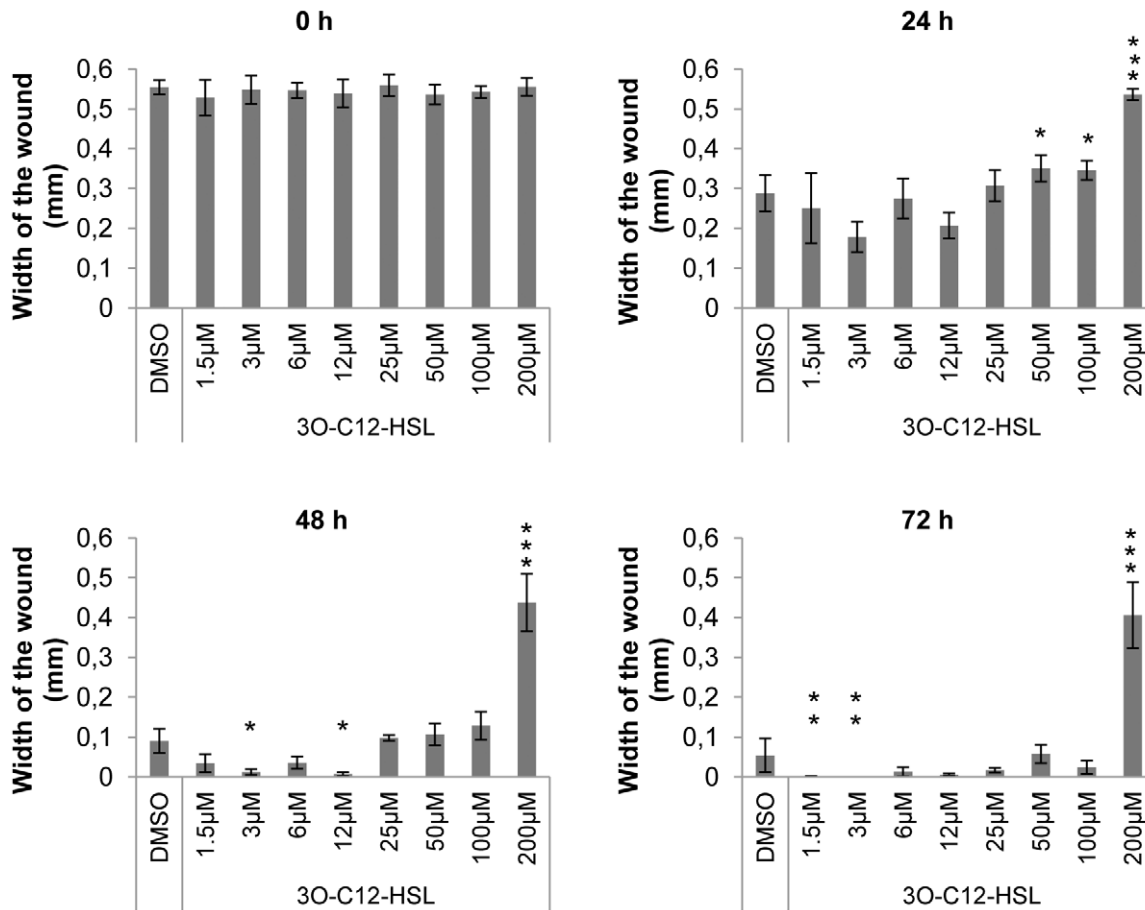 0 h
Width of the wound
(mm)
0,6
0,5
0,4
0,3
0,2
0,1
0
DMSO
1.5µM
3µM
6µM
12µM
25µM
50µM
100µM
200µM
3O-C12-HSL
24 h
Width of the wound
(mm)
0,6
0,5
0,4
0,3
0,2
0,1
0
*
*
***
DMSO
1.5µM
3µM
6µM
12µM
25µM
50µM
100µM
200µM
3O-C12-HSL
48 h
Width of the wound
(mm)
0,6
0,5
0,4
0,3
0,2
0,1
0
*
*
***
DMSO
1.5µM
3µM
6µM
12µM
25µM
50µM
100µM
200µM
3O-C12-HSL
72 h
Width of the wound
(mm)
0,6
0,5
0,4
0,3
0,2
0,1
0
**
**
***
DMSO
1.5µM
3µM
6µM
12µM
25µM
50µM
100µM
200µM
3O-C12-HSL